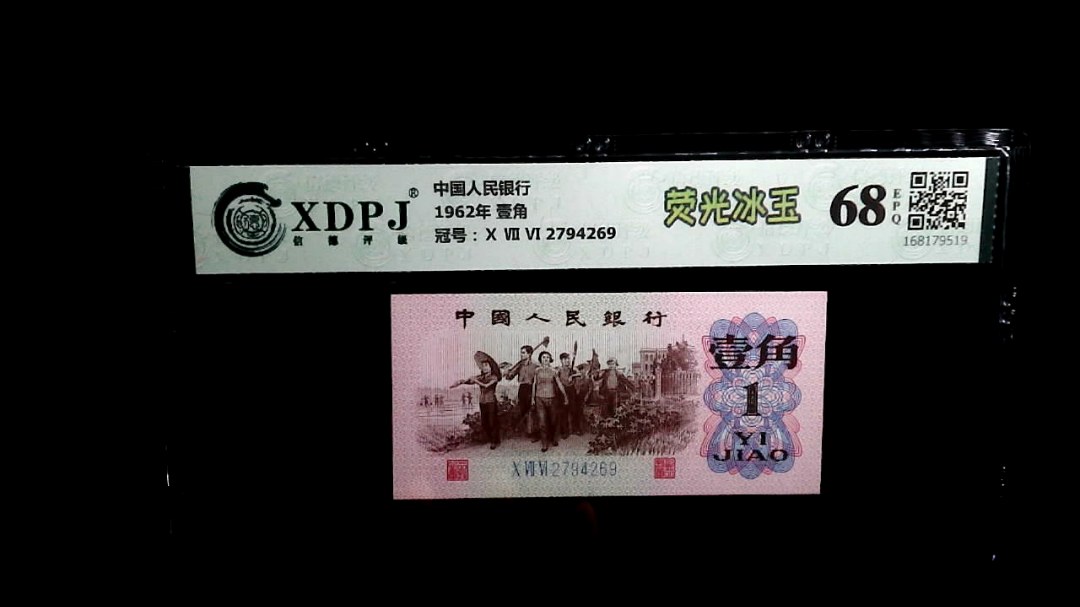 XDPJ®
信德评级
中国人民银行
1962年 壹角
冠号：X Ⅶ Ⅵ 2794269
荧光冰玉
68
EPQ
168179519
中國人民銀行
壹角
1
YI
JIAO
X Ⅶ Ⅵ 2794269